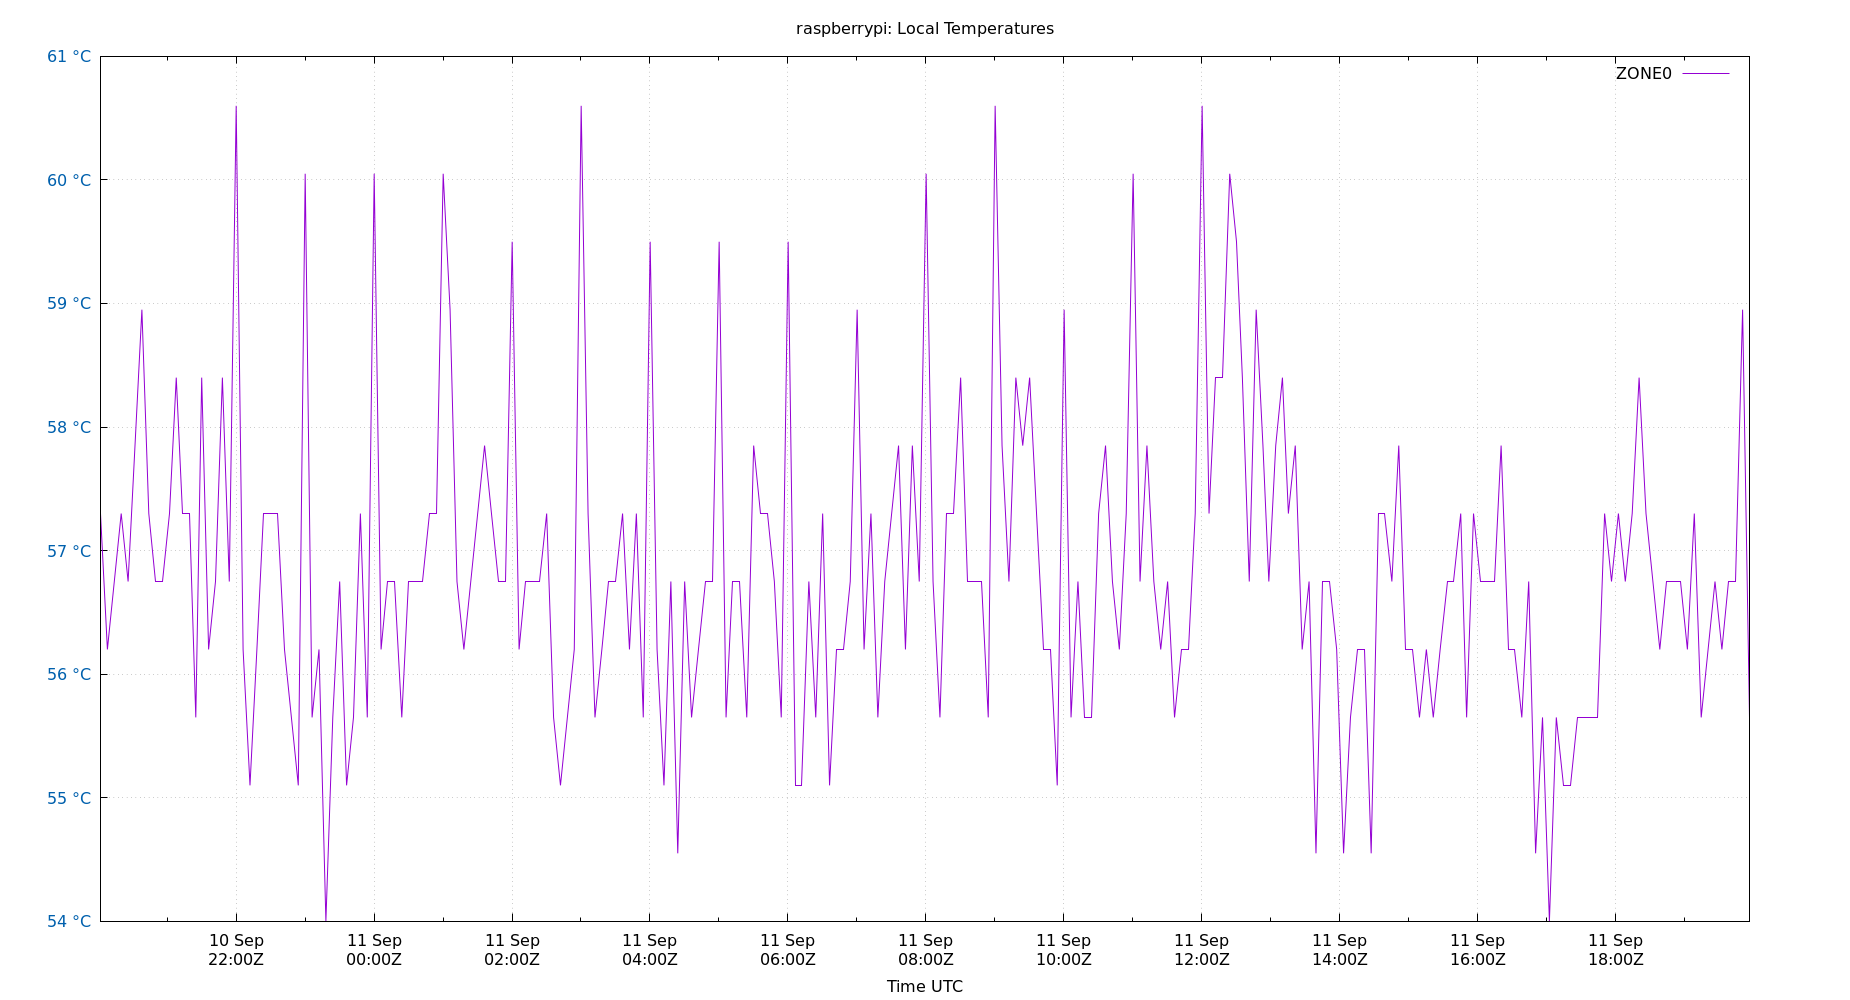 raspberrypi: Local Temperatures
61 °C
ZONE0
60 °C
59 °C
58 °C
57 °C
56 °C
55 °C
54 °C
10 Sep 11 Sep 11 Sep 11 Sep 11 Sep 11 Sep 11 Sep 11 Sep 11 Sep 11 Sep 11 Sep
22:00Z 00:00Z 02:00Z 04:00Z 06:00Z 08:00Z 10:00Z 12:00Z 14:00Z 16:00Z 18:00Z
Time UTC